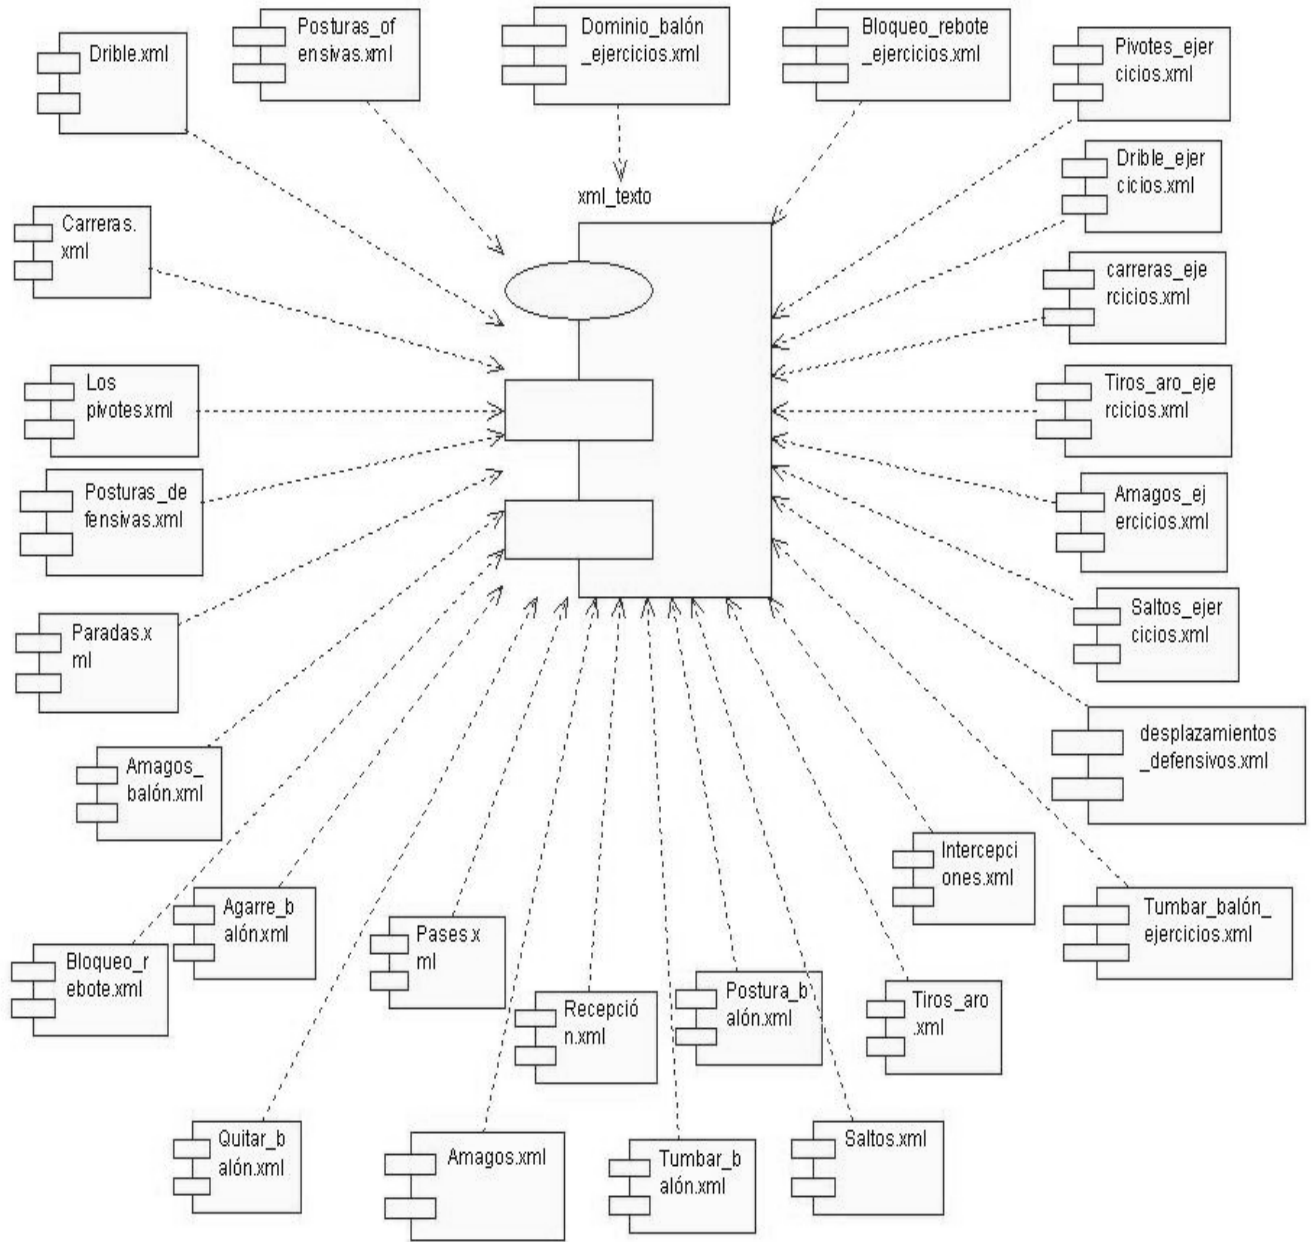 Drible.xml
Posturas_of
ensivas.xml
Dominio_balón
_ejercicios.xml
Bloqueo_rebote
_ejercicios.xml
Pivotes_ejer
cicios.xml
Drible_ejer
cicios.xml
xml_texto
Carreras.
xml
carreras_eje
rcicios.xml
Los
pivotes.xml
Tiros_aro_eje
rcicios.xml
Posturas_de
fensivas.xml
Amagos_ej
ercicios.xml
Paradas.x
ml
Saltos_ejer
cicios.xml
Amagos_
balón.xml
desplazamientos
_defensivos.xml
Intercepci
ones.xml
Tumbar_balón_
ejercicios.xml
Agarre_b
alón.xml
Pases.x
ml
Bloqueo_r
ebote.xml
Recepció
n.xml
Postura_b
alón.xml
Tiros_aro
.xml
Quitar_b
alón.xml
Amagos.xml
Tumbar_b
alón.xml
Saltos.xml